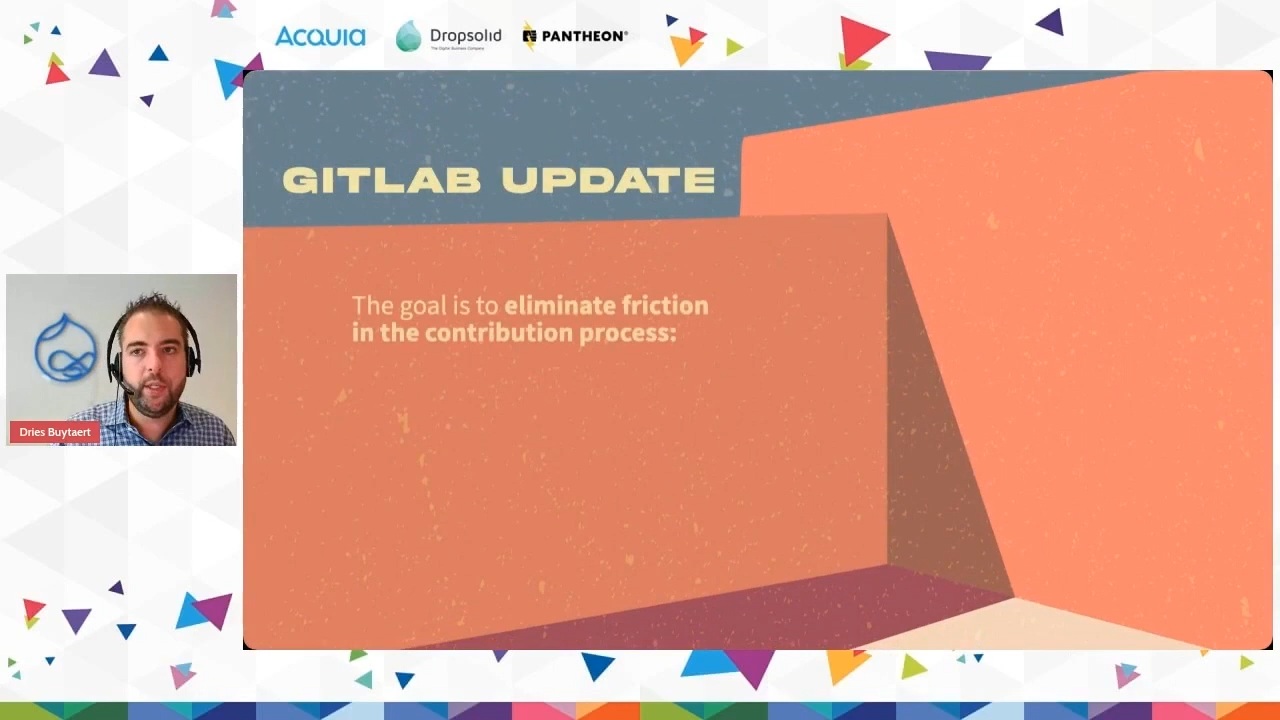 Acquia
Dropsolid
The Digital Business Company
PANTHEON
GITLAB UPDATE
The goal is to eliminate friction
in the contribution process:
Dries Buytaert